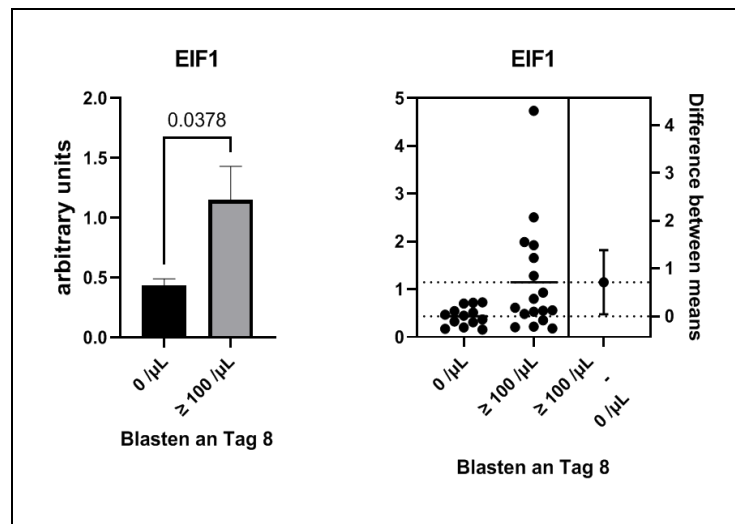 EIF1
2.0
1.5
1.0
0.5
0.0
arbitrary units
0.0378
0 /µL
≥ 100 /µL
Blasten an Tag 8
EIF1
5
4
3
2
1
0
4
3
2
1
0
Difference between means
0 /µL
≥ 100 /µL
≥ 100 /µL
-
0 /µL
Blasten an Tag 8